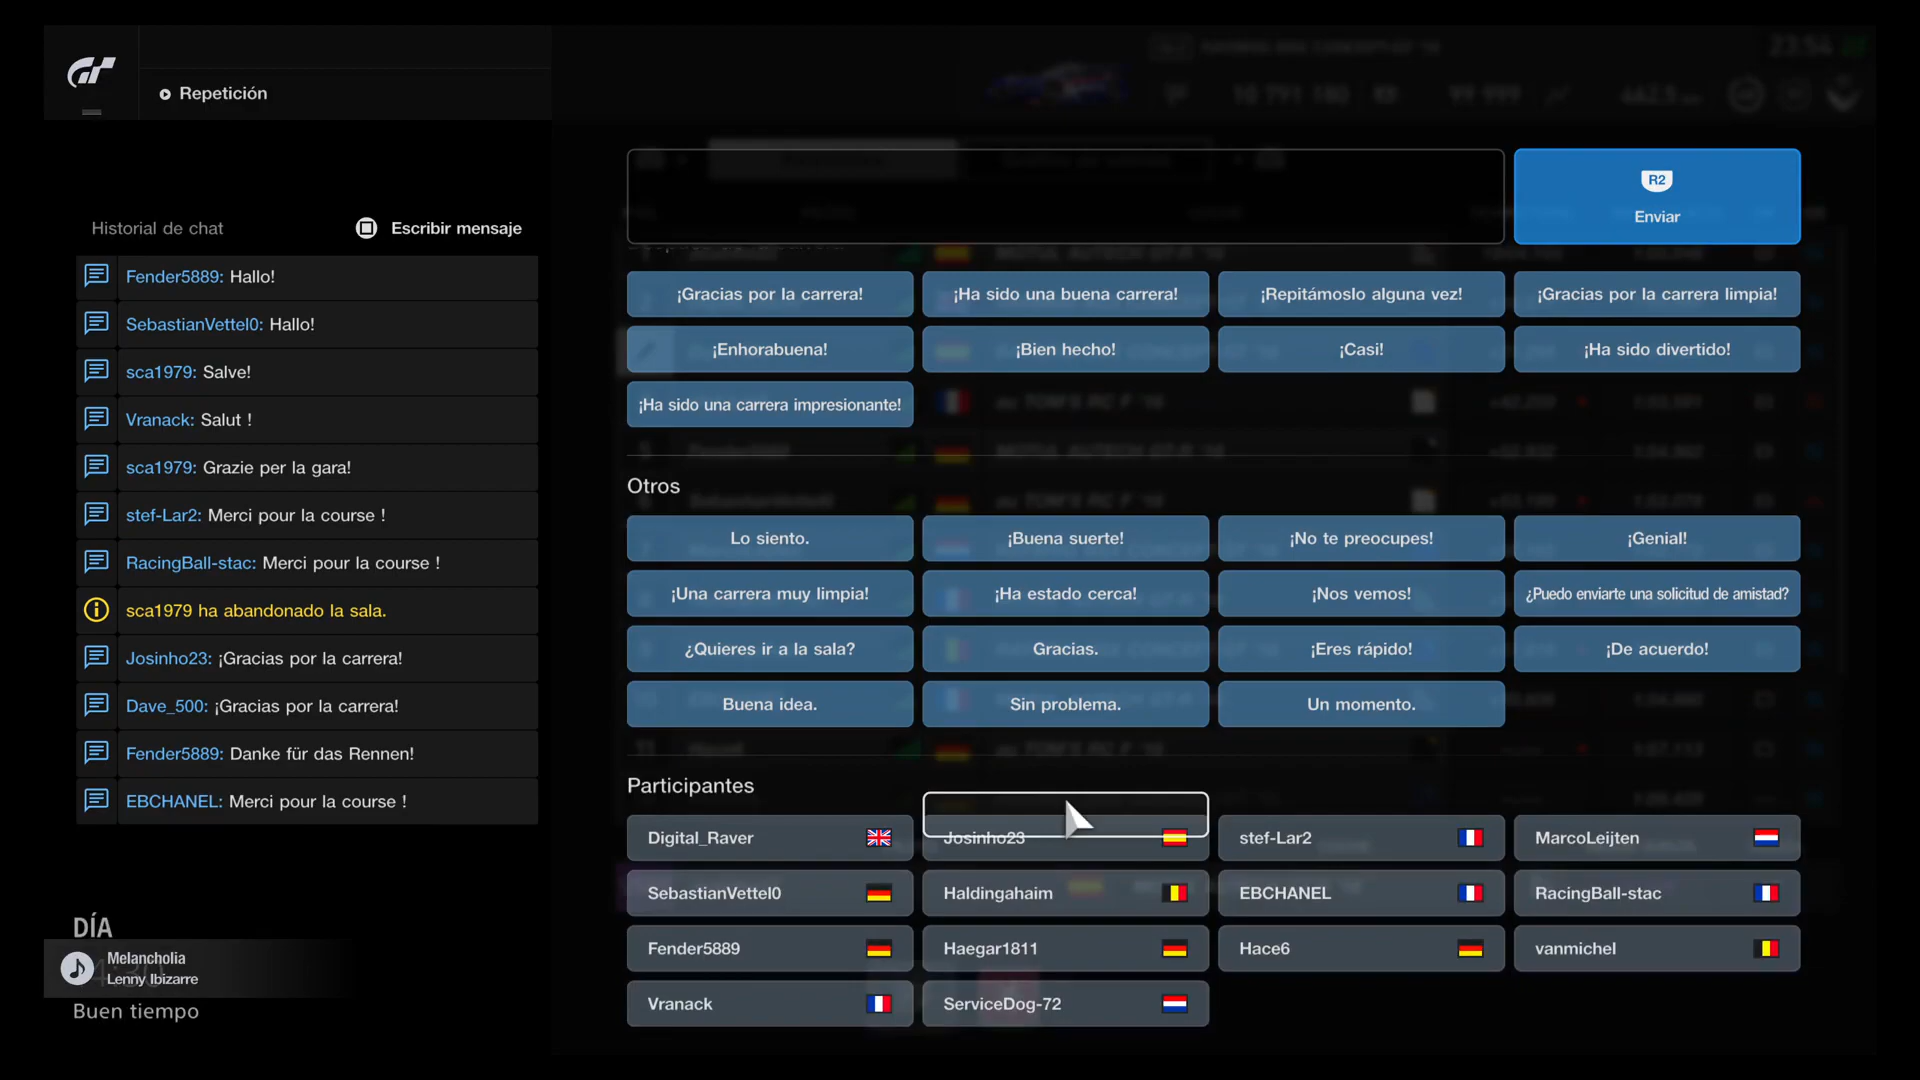 Repetición
23:54
10 791 180
99 999
Historial de chat
Escribir mensaje
Fender5889: Hallo!
SebastianVettel0: Hallo!
sca1979: Salve!
Vranack: Salut !
sca1979: Grazie per la gara!
stef-Lar2: Merci pour la course !
RacingBall-stac: Merci pour la course !
sca1979 ha abandonado la sala.
Josinho23: ¡Gracias por la carrera!
Dave_500: ¡Gracias por la carrera!
Fender5889: Danke für das Rennen!
EBCHANEL: Merci pour la course !
DÍA
Melancholia
Lenny Ibizarre
Buen tiempo
R2
Enviar
¡Gracias por la carrera!
¡Ha sido una buena carrera!
¡Repitámoslo alguna vez!
¡Gracias por la carrera limpia!
¡Enhorabuena!
¡Bien hecho!
¡Casi!
¡Ha sido divertido!
¡Ha sido una carrera impresionante!
Otros
Lo siento.
¡Buena suerte!
¡No te preocupes!
¡Genial!
¡Una carrera muy limpia!
¡Ha estado cerca!
¡Nos vemos!
¿Puedo enviarte una solicitud de amistad?
¿Quieres ir a la sala?
Gracias.
¡Eres rápido!
¡De acuerdo!
Buena idea.
Sin problema.
Un momento.
Participantes
Digital_Raver
Josinho23
stef-Lar2
MarcoLeijten
SebastianVettel0
Haldingahaim
EBCHANEL
RacingBall-stac
Fender5889
Haegar1811
Hace6
vanmichel
Vranack
ServiceDog-72